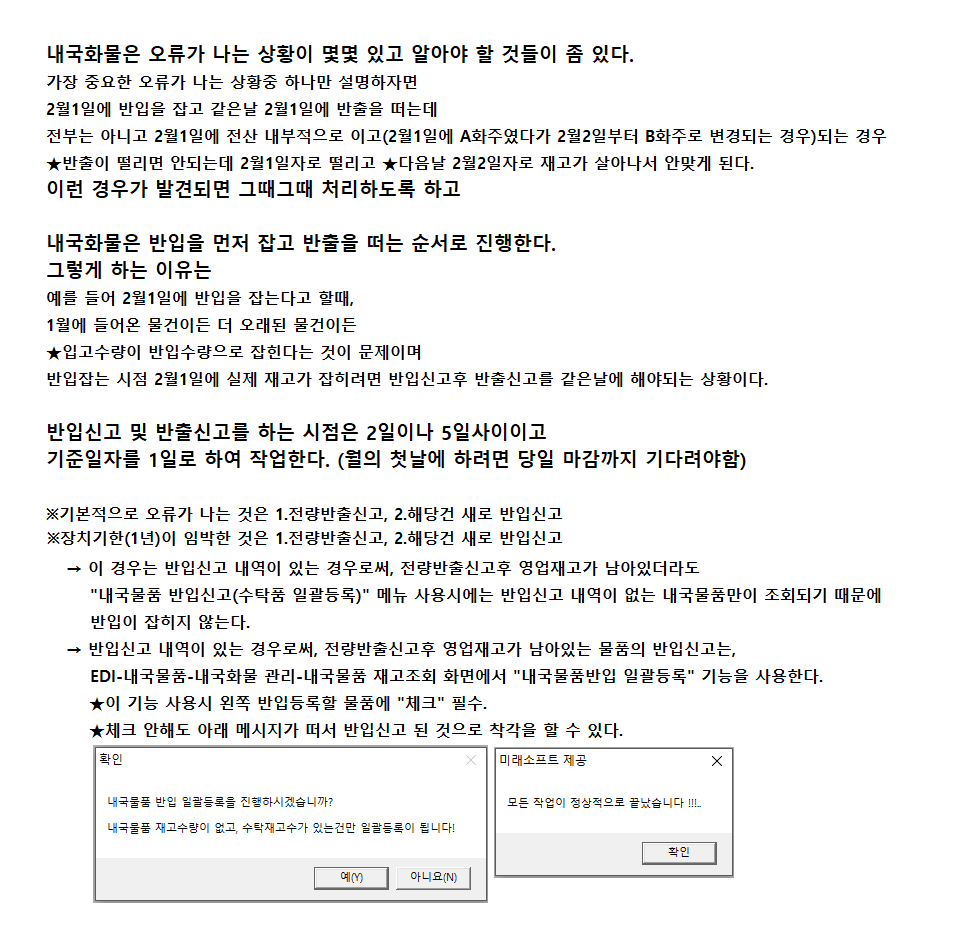 내국화물은 오류가 나는 상황이 몇몇 있고 알아야 할 것들이 좀 있다.
가장 중요한 오류가 나는 상황중 하나만 설명하자면
2월1일에 반입을 잡고 같은날 2월1일에 반출을 떠는데
전부는 아니고 2월1일에 전산 내부적으로 이고(2월1일에 A화주였다가 2월2일부터 B화주로 변경되는 경우)되는 경우
★반출이 떨리면 안되는데 2월1일자로 떨리고 ★다음날 2월2일자로 재고가 살아나서 안맞게 된다.
이런 경우가 발견되면 그때그때 처리하도록 하고
내국화물은 반입을 먼저 잡고 반출을 떠는 순서로 진행한다.
그렇게 하는 이유는
예를 들어 2월1일에 반입을 잡는다고 할때,
1월에 들어온 물건이든 더 오래된 물건이든
★입고수량이 반입수량으로 잡힌다는 것이 문제이며
반입잡는 시점 2월1일에 실제 재고가 잡히려면 반입신고후 반출신고를 같은날에 해야되는 상황이다.
반입신고 및 반출신고를 하는 시점은 2일이나 5일사이이고
기준일자를 1일로 하여 작업한다. (월의 첫날에 하려면 당일 마감까지 기다려야함)
※기본적으로 오류가 나는 것은 1.전량반출신고, 2.해당건 새로 반입신고
※장치기한(1년)이 임박한 것은 1.전량반출신고, 2.해당건 새로 반입신고
→ 이 경우는 반입신고 내역이 있는 경우로써, 전량반출신고후 영업재고가 남아있더라도
"내국물품 반입신고(수탁품 일괄등록)" 메뉴 사용시에는 반입신고 내역이 없는 내국물품만이 조회되기 때문에
반입이 잡히지 않는다.
→ 반입신고 내역이 있는 경우로써, 전량반출신고후 영업재고가 남아있는 물품의 반입신고는,
EDI-내국물품-내국화물 관리-내국물품 재고조회 화면에서 "내국물품반입 일괄등록" 기능을 사용한다.
★이 기능 사용시 왼쪽 반입등록할 물품에 "체크" 필수.
★체크 안해도 아래 메시지가 떠서 반입신고 된 것으로 착각을 할 수 있다.
확인
내국물품 반입 일괄등록을 진행하시겠습니까?
내국물품 재고수량이 없고, 수탁재고수가 있는건만 일괄등록이 됩니다!
예(Y)
아니요(N)
미래소프트 제공
모든 작업이 정상적으로 끝났습니다 !!!..
확인